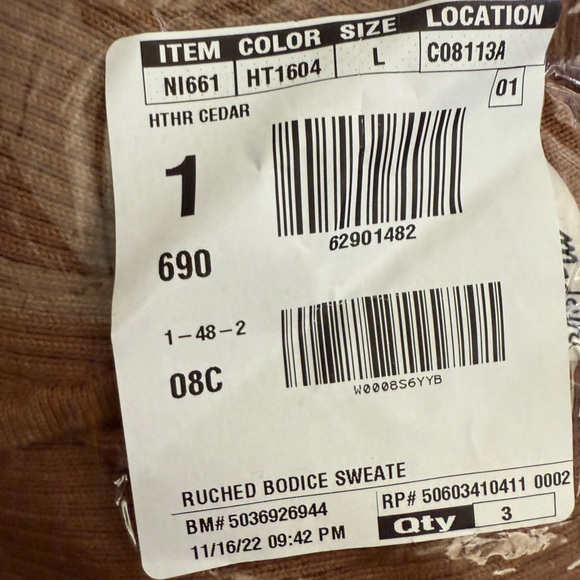 ITEM COLOR SIZE LOCATION
NI661 HT1604 L C08113A
01
HTHR CEDAR
1
62901482
690
1-48-2
08C
W0008S6YYB
RUCHED BODICE SWEATE
BM# 5036926944 RP# 50603410411 0002
11/16/22 09:42 PM Qty 3